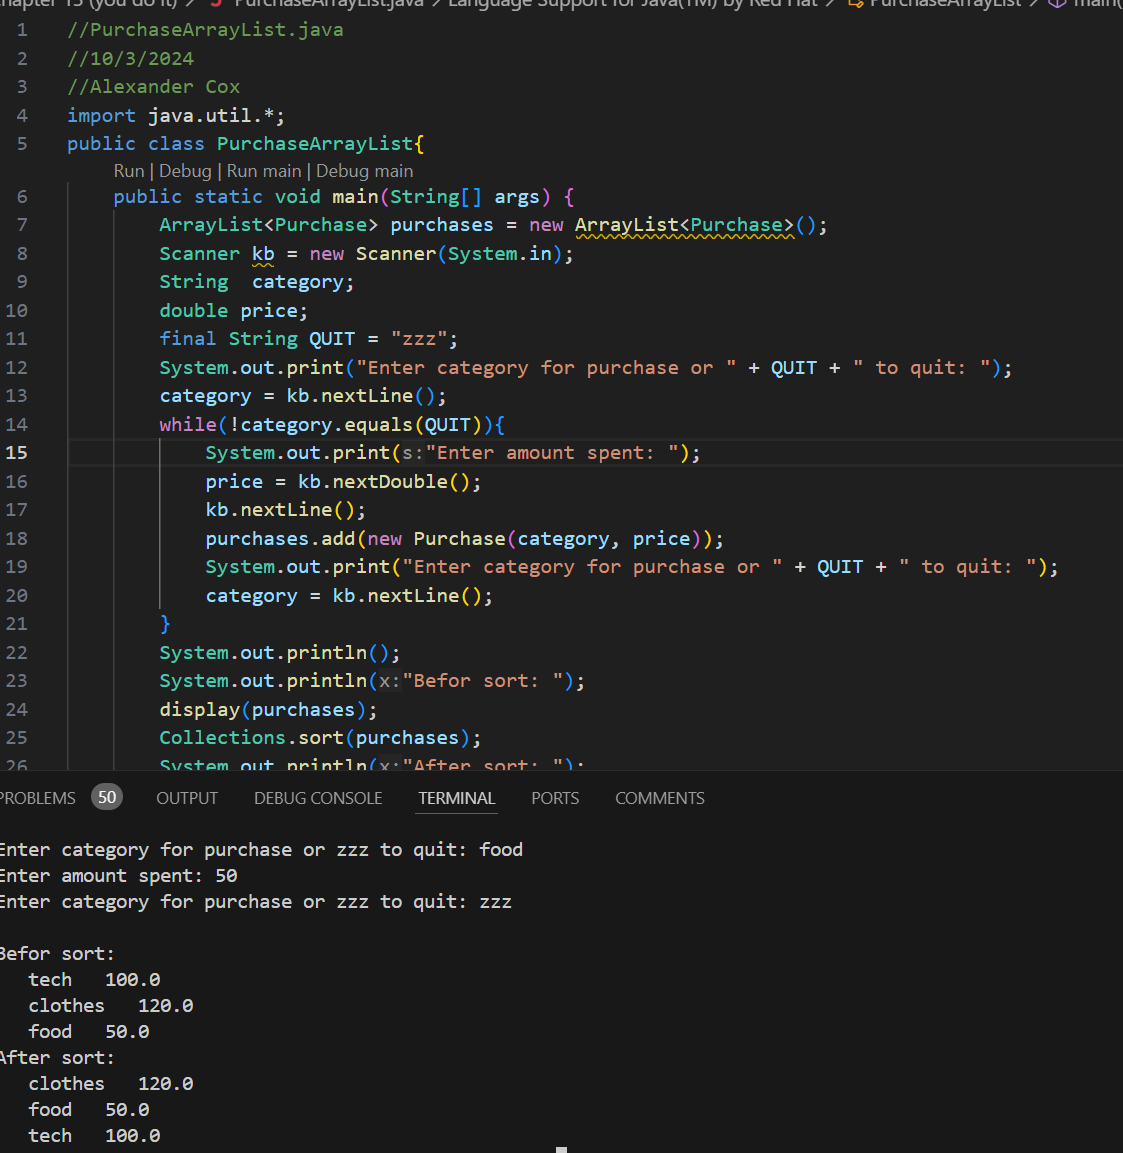 chapter 13 (you do it) > J PurchaseArrayList.java > Language Support for Java(TM) by Red Hat > PurchaseArrayList > main(
1 //PurchaseArrayList.java
2 //10/3/2024
3 //Alexander Cox
4 import java.util.*;
5 public class PurchaseArrayList{
Run | Debug | Run main | Debug main
6 public static void main(String[] args) {
7 ArrayList<Purchase> purchases = new ArrayList<Purchase>();
8 Scanner kb = new Scanner(System.in);
9 String  category;
10 double price;
11 final String QUIT = "zzz";
12 System.out.print("Enter category for purchase or " + QUIT + " to quit: ");
13 category = kb.nextLine();
14 while(!category.equals(QUIT)){
15 System.out.print(s:"Enter amount spent: ");
16 price = kb.nextDouble();
17 kb.nextLine();
18 purchases.add(new Purchase(category, price));
19 System.out.print("Enter category for purchase or " + QUIT + " to quit: ");
20 category = kb.nextLine();
21 }
22 System.out.println();
23 System.out.println(x:"Befor sort: ");
24 display(purchases);
25 Collections.sort(purchases);
26 System.out.println(x:"After sort: ");
PROBLEMS 50 OUTPUT DEBUG CONSOLE TERMINAL PORTS COMMENTS
Enter category for purchase or zzz to quit: food
Enter amount spent: 50
Enter category for purchase or zzz to quit: zzz
Befor sort:
tech   100.0
clothes   120.0
food   50.0
After sort:
clothes   120.0
food   50.0
tech   100.0